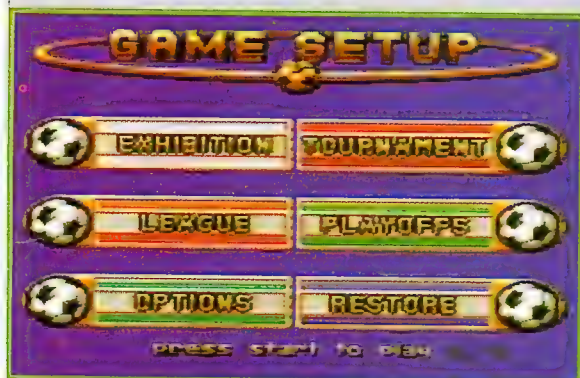 GAME SETUP
EXHIBITION TOURNAMENT
LEAGUE PLAYOFFS
OPTIONS RESTORE
press start to play